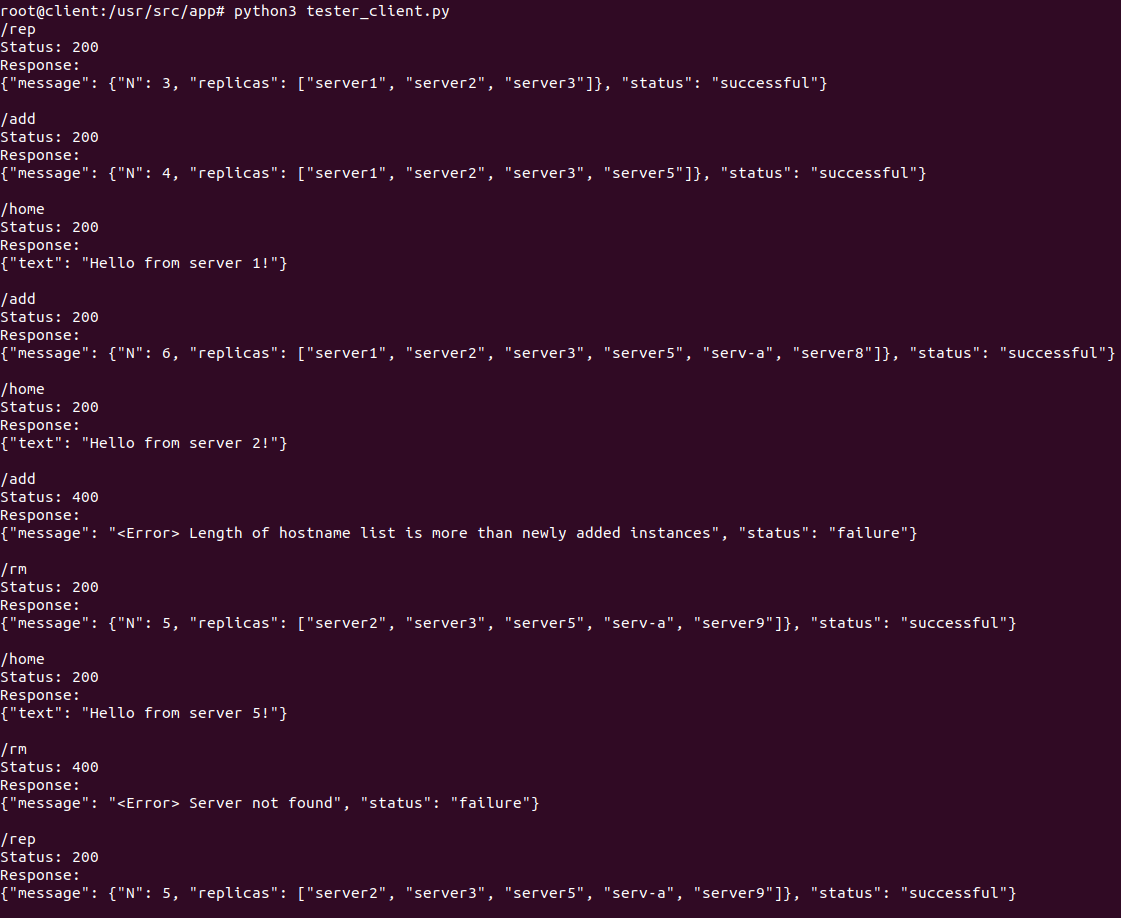 root@client:/usr/src/app# python3 tester_client.py
/rep
Status: 200
Response:
{"message": {"N": 3, "replicas": ["server1", "server2", "server3"]}, "status": "successful"}

/add
Status: 200
Response:
{"message": {"N": 4, "replicas": ["server1", "server2", "server3", "server5"]}, "status": "successful"}

/home
Status: 200
Response:
{"text": "Hello from server 1!"}

/add
Status: 200
Response:
{"message": {"N": 6, "replicas": ["server1", "server2", "server3", "server5", "serv-a", "server8"]}, "status": "successful"}

/home
Status: 200
Response:
{"text": "Hello from server 2!"}

/add
Status: 400
Response:
{"message": "<Error> Length of hostname list is more than newly added instances", "status": "failure"}

/rm
Status: 200
Response:
{"message": {"N": 5, "replicas": ["server2", "server3", "server5", "serv-a", "server9"]}, "status": "successful"}

/home
Status: 200
Response:
{"text": "Hello from server 5!"}

/rm
Status: 400
Response:
{"message": "<Error> Server not found", "status": "failure"}

/rep
Status: 200
Response:
{"message": {"N": 5, "replicas": ["server2", "server3", "server5", "serv-a", "server9"]}, "status": "successful"}